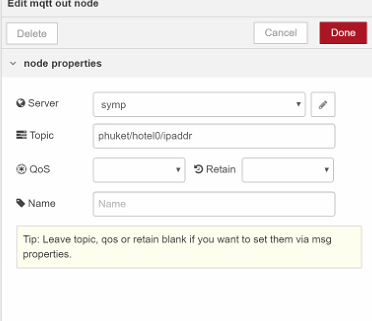 Edit mqtt out node
Delete Cancel Done
node properties
Server symp
Topic phuket/hotel0/ipaddr
QoS Retain
Name Name
Tip: Leave topic, qos or retain blank if you want to set them via msg
properties.